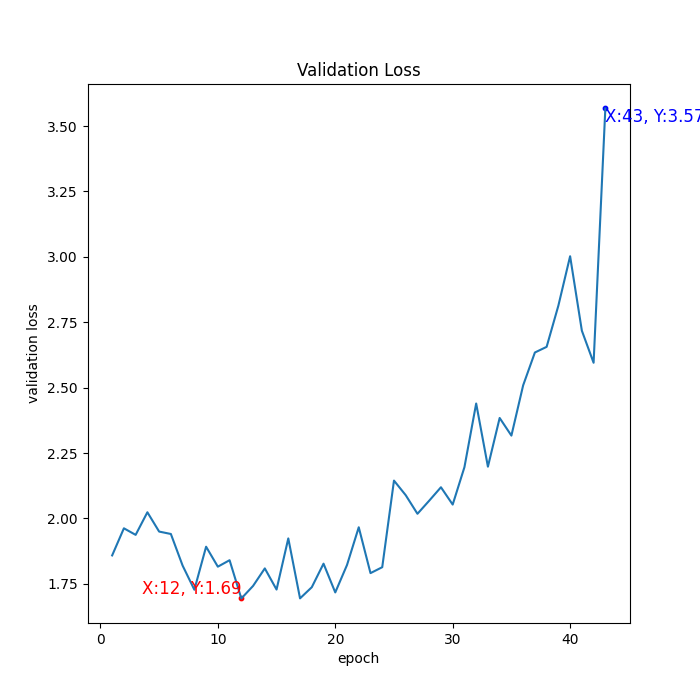 Validation Loss
X:43, Y:3.57
3.50
3.25
3.00
2.75
2.50
2.25
2.00
1.75
validation loss
X:12, Y:1.69
0
10
20
30
40
epoch